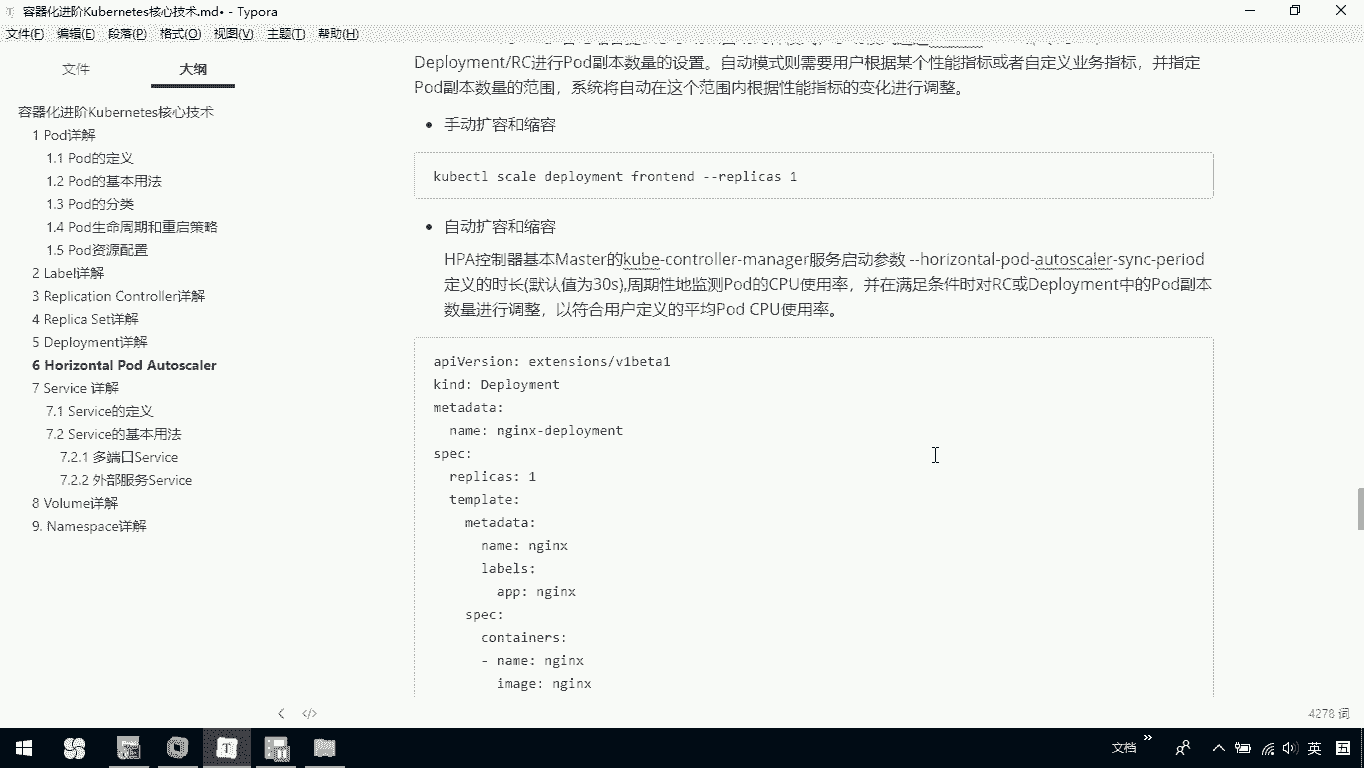 容器化进阶Kubernetes核心技术.md• - Typora
文件(F) 编辑(E) 段落(P) 格式(O) 视图(V) 主题(T) 帮助(H)
文件 大纲
容器化进阶Kubernetes核心技术
1 Pod详解
1.1 Pod的定义
1.2 Pod的基本用法
1.3 Pod的分类
1.4 Pod生命周期和重启策略
1.5 Pod资源配置
2 Label详解
3 Replication Controller详解
4 Replica Set详解
5 Deployment详解
6 Horizontal Pod Autoscaler
7 Service 详解
7.1 Service的定义
7.2 Service的基本用法
7.2.1 多端口Service
7.2.2 外部服务Service
8 Volume详解
9. Namespace详解
Deployment/RC进行Pod副本数量的设置。自动模式则需要用户根据某个性能指标或者自定义业务指标，并指定
Pod副本数量的范围，系统将自动在这个范围内根据性能指标的变化进行调整。
• 手动扩容和缩容
kubectl scale deployment frontend --replicas 1
• 自动扩容和缩容
HPA控制器基本Master的kube-controller-manager服务启动参数 --horizontal-pod-autoscaler-sync-period
定义的时长(默认值为30s),周期性地监测Pod的CPU使用率，并在满足条件时对RC或Deployment中的Pod副本
数量进行调整，以符合用户定义的平均Pod CPU使用率。
apiVersion: extensions/v1beta1
kind: Deployment
metadata:
name: nginx-deployment
spec:
replicas: 1
template:
metadata:
name: nginx
labels:
app: nginx
spec:
containers:
- name: nginx
image: nginx
4278 词
文档 英 五